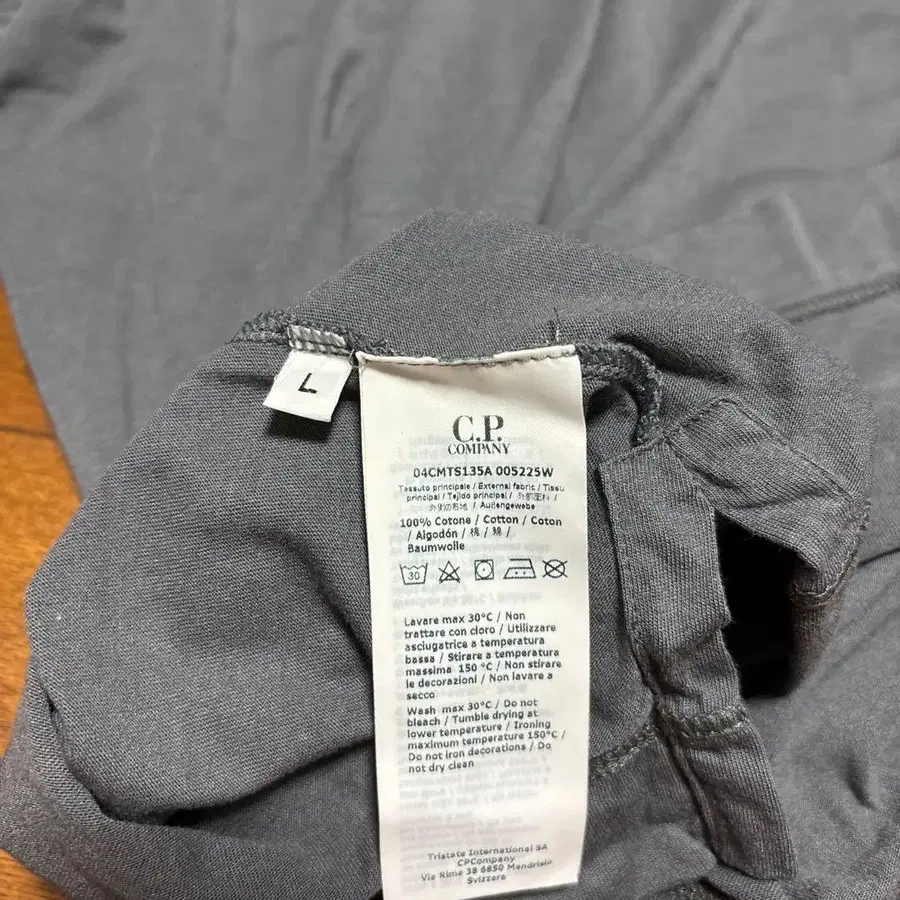 L
C.P.
COMPANY
04CMTS135A 005225W
Tessuto principale / External fabric / Tissu
principal / Tejido principal / 外部面料 /
外側の布地 / Außengewebe
100% Cotone / Cotton / Coton
/ Algodón / 棉 / 綿 /
Baumwolle
30
Lavare max 30°C / Non
trattare con cloro / Utilizzare
asciugatrice a temperatura
bassa / Stirare a temperatura
massima 150 °C / Non stirare
le decorazioni / Non lavare a
secco
Wash max 30°C / Do not
bleach / Tumble drying at
lower temperature / Ironing
maximum temperature 150°C /
Do not iron decorations / Do
not dry clean
Tristate International SA
CPCompany
Via Rime 38 6850 Mendrisio
Svizzera